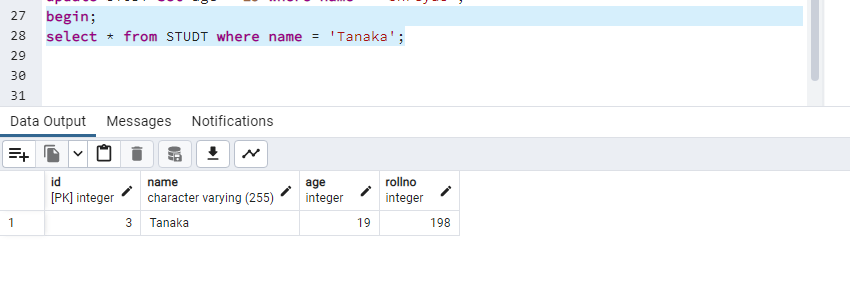 27 begin;
28 select * from STUDT where name = 'Tanaka';
29
30
31
Data Output Messages Notifications
id name age rollno
[PK] integer character varying (255) integer integer
1 3 Tanaka 19 198